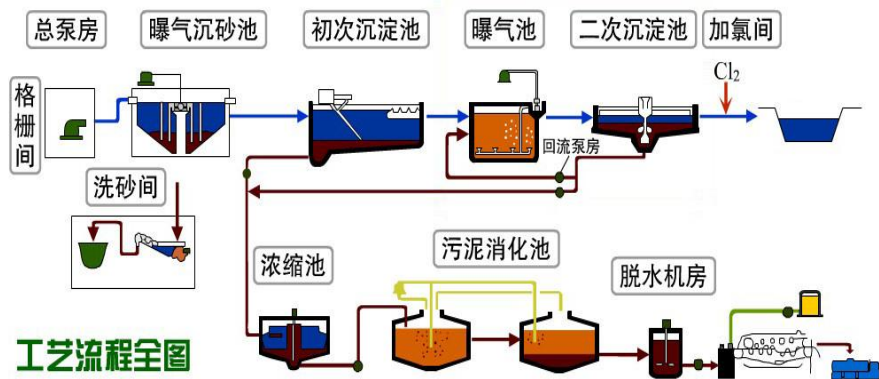 总泵房
曝气沉砂池
初次沉淀池
曝气池
二次沉淀池
加氯间
格栅间
Cl₂
回流泵房
洗砂间
浓缩池
污泥消化池
脱水机房
工艺流程全图